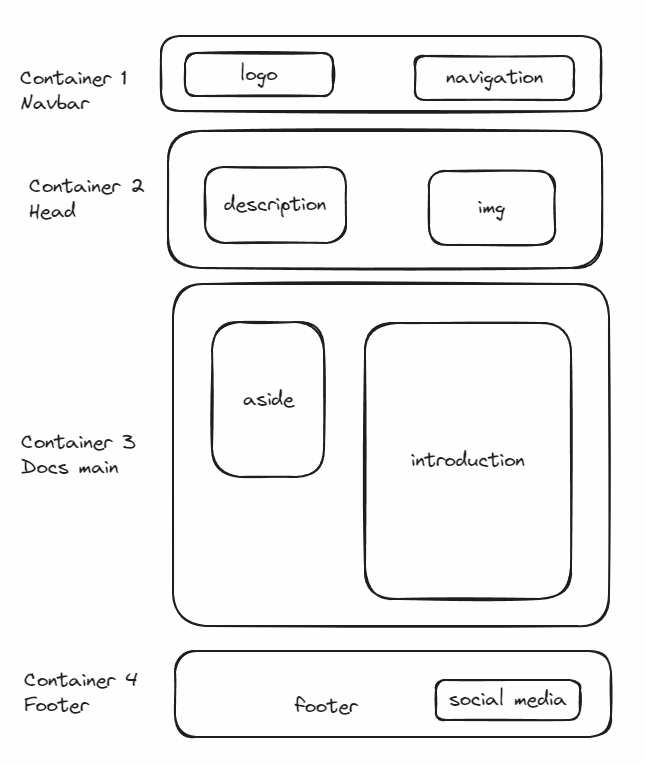 Container 1
Navbar
logo
navigation
Container 2
Head
description
img
Container 3
Docs main
aside
introduction
Container 4
Footer
footer
social media